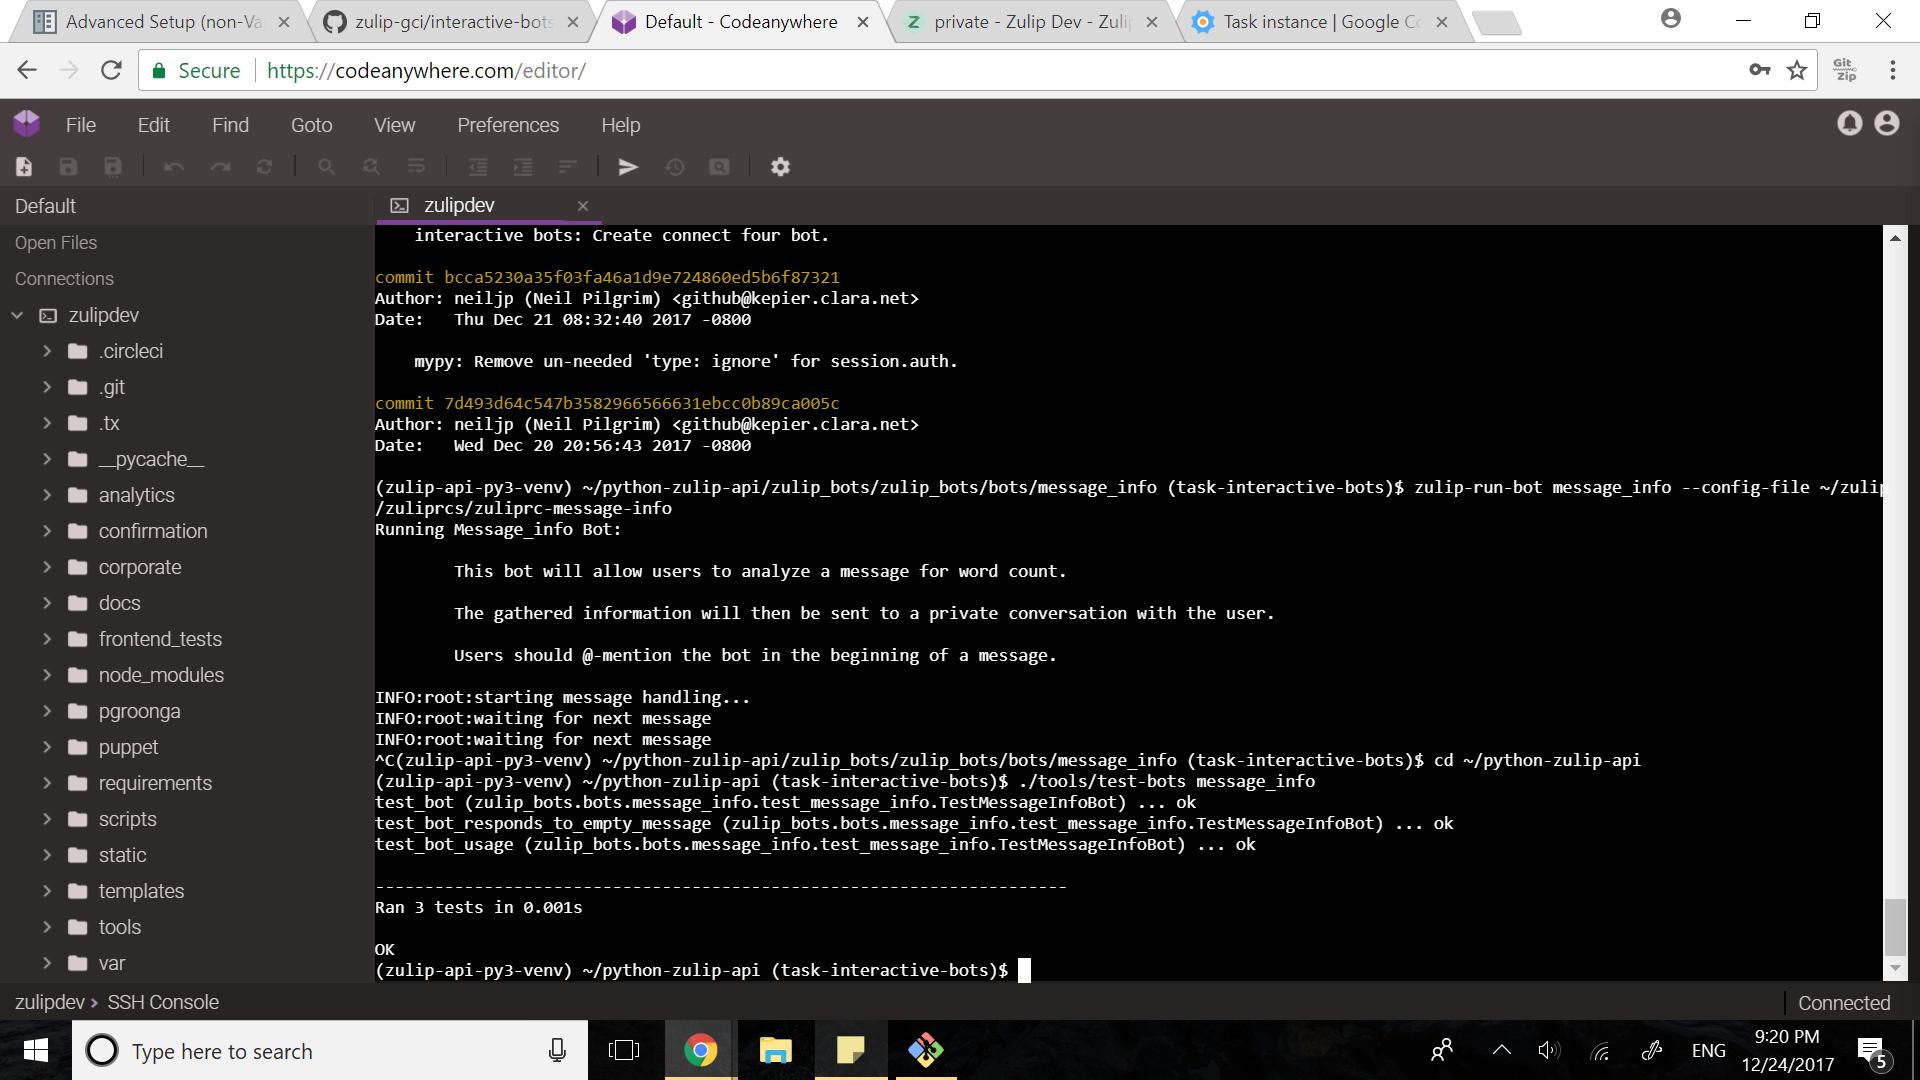 Advanced Setup (non-Va
zulip-gci/interactive-bots
Default - Codeanywhere
private - Zulip Dev - Zulip
Task instance | Google Co
Secure
https://codeanywhere.com/editor/
Git
Zip
File Edit Find Goto View Preferences Help
Default
zulipdev
Open Files
Connections
zulipdev
.circleci
.git
.tx
__pycache__
analytics
confirmation
corporate
docs
frontend_tests
node_modules
pgroonga
puppet
requirements
scripts
static
templates
tools
var
interactive bots: Create connect four bot.
commit bcca5230a35f03fa46a1d9e724860ed5b6f87321
Author: neiljp (Neil Pilgrim) <github@kepier.clara.net>
Date:   Thu Dec 21 08:32:40 2017 -0800
mypy: Remove un-needed 'type: ignore' for session.auth.
commit 7d493d64c547b3582966566631ebcc0b89ca005c
Author: neiljp (Neil Pilgrim) <github@kepier.clara.net>
Date:   Wed Dec 20 20:56:43 2017 -0800
(zulip-api-py3-venv) ~/python-zulip-api/zulip_bots/zulip_bots/bots/message_info (task-interactive-bots)$ zulip-run-bot message_info --config-file ~/zulip
/zuliprcs/zuliprc-message-info
Running Message_info Bot:
This bot will allow users to analyze a message for word count.
The gathered information will then be sent to a private conversation with the user.
Users should @-mention the bot in the beginning of a message.
INFO:root:starting message handling...
INFO:root:waiting for next message
INFO:root:waiting for next message
^C(zulip-api-py3-venv) ~/python-zulip-api/zulip_bots/zulip_bots/bots/message_info (task-interactive-bots)$ cd ~/python-zulip-api
(zulip-api-py3-venv) ~/python-zulip-api (task-interactive-bots)$ ./tools/test-bots message_info
test_bot (zulip_bots.bots.message_info.test_message_info.TestMessageInfoBot) ... ok
test_bot_responds_to_empty_message (zulip_bots.bots.message_info.test_message_info.TestMessageInfoBot) ... ok
test_bot_usage (zulip_bots.bots.message_info.test_message_info.TestMessageInfoBot) ... ok
----------------------------------------------------------------------
Ran 3 tests in 0.001s
OK
(zulip-api-py3-venv) ~/python-zulip-api (task-interactive-bots)$
zulipdev > SSH Console
Connected
Type here to search
ENG
9:20 PM
12/24/2017
5